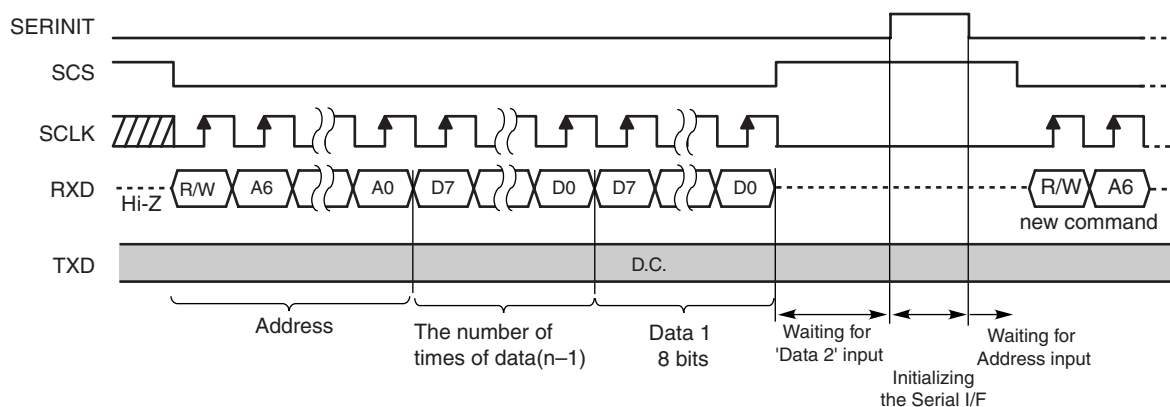 SERINIT
SCS
SCLK
RXD
Hi-Z
R/W A6 A0 D7 D0 D7 D0 R/W A6
new command
TXD
D.C.
Address
The number of
times of data(n–1)
Data 1
8 bits
Waiting for
'Data 2' input
Initializing
the Serial I/F
Waiting for
Address input